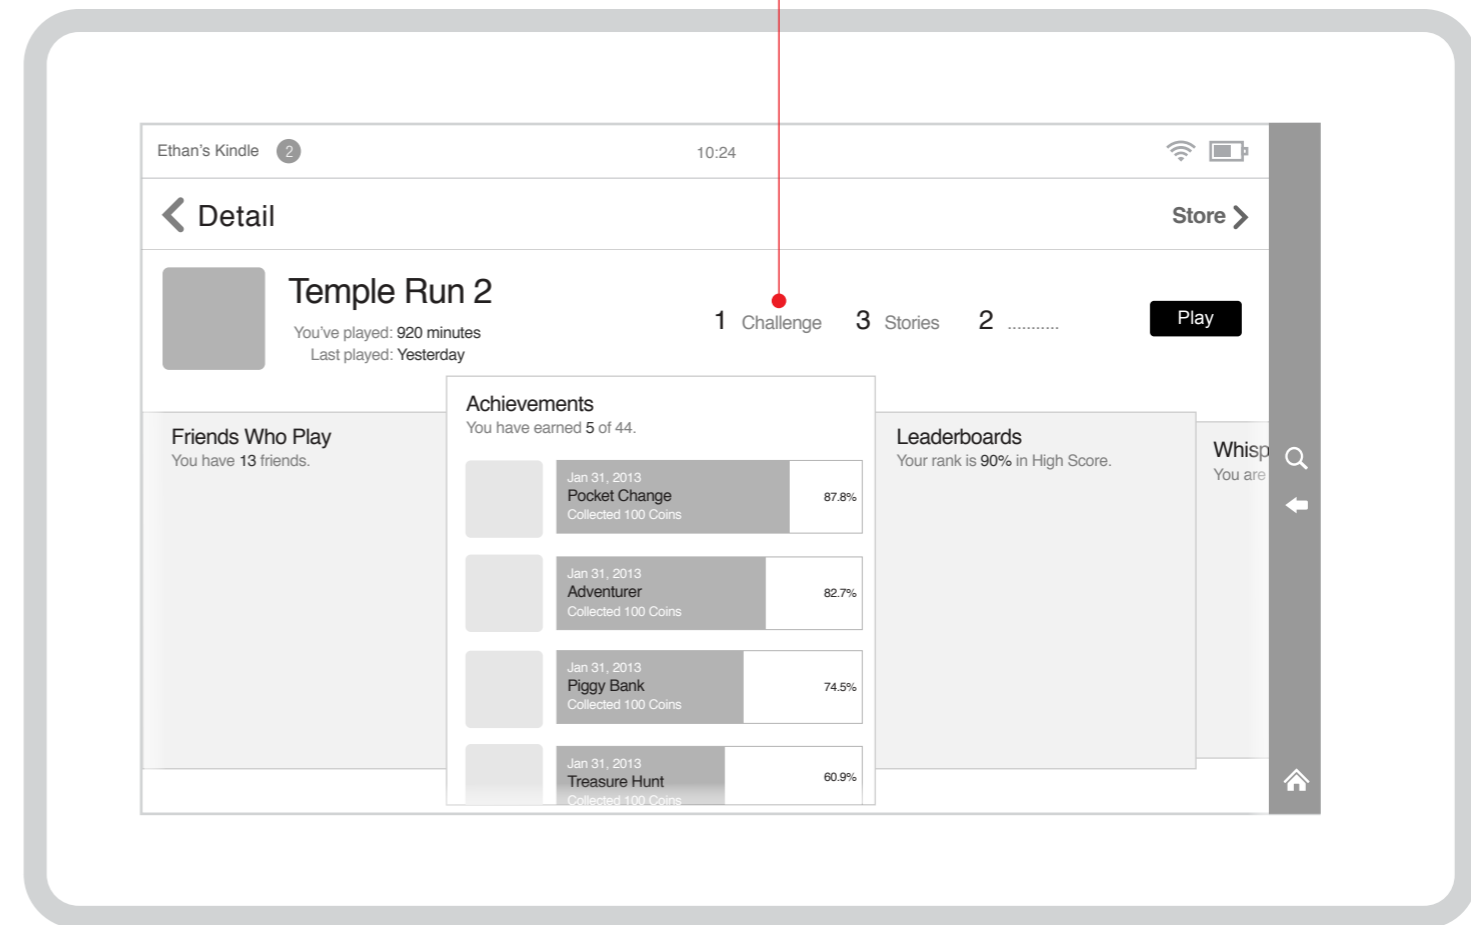 Ethan’s Kindle 2 10:24
Detail Store
Temple Run 2
You’ve played: 920 minutes
Last played: Yesterday
1 Challenge 3 Stories 2 ...........
Play
Friends Who Play
You have 13 friends.
Achievements
You have earned 5 of 44.
Jan 31, 2013
Pocket Change
Collected 100 Coins
87.8%
Jan 31, 2013
Adventurer
Collected 100 Coins
82.7%
Jan 31, 2013
Piggy Bank
Collected 100 Coins
74.5%
Jan 31, 2013
Treasure Hunt
Collected 100 Coins
60.9%
Leaderboards
Your rank is 90% in High Score.
Whisp
You are